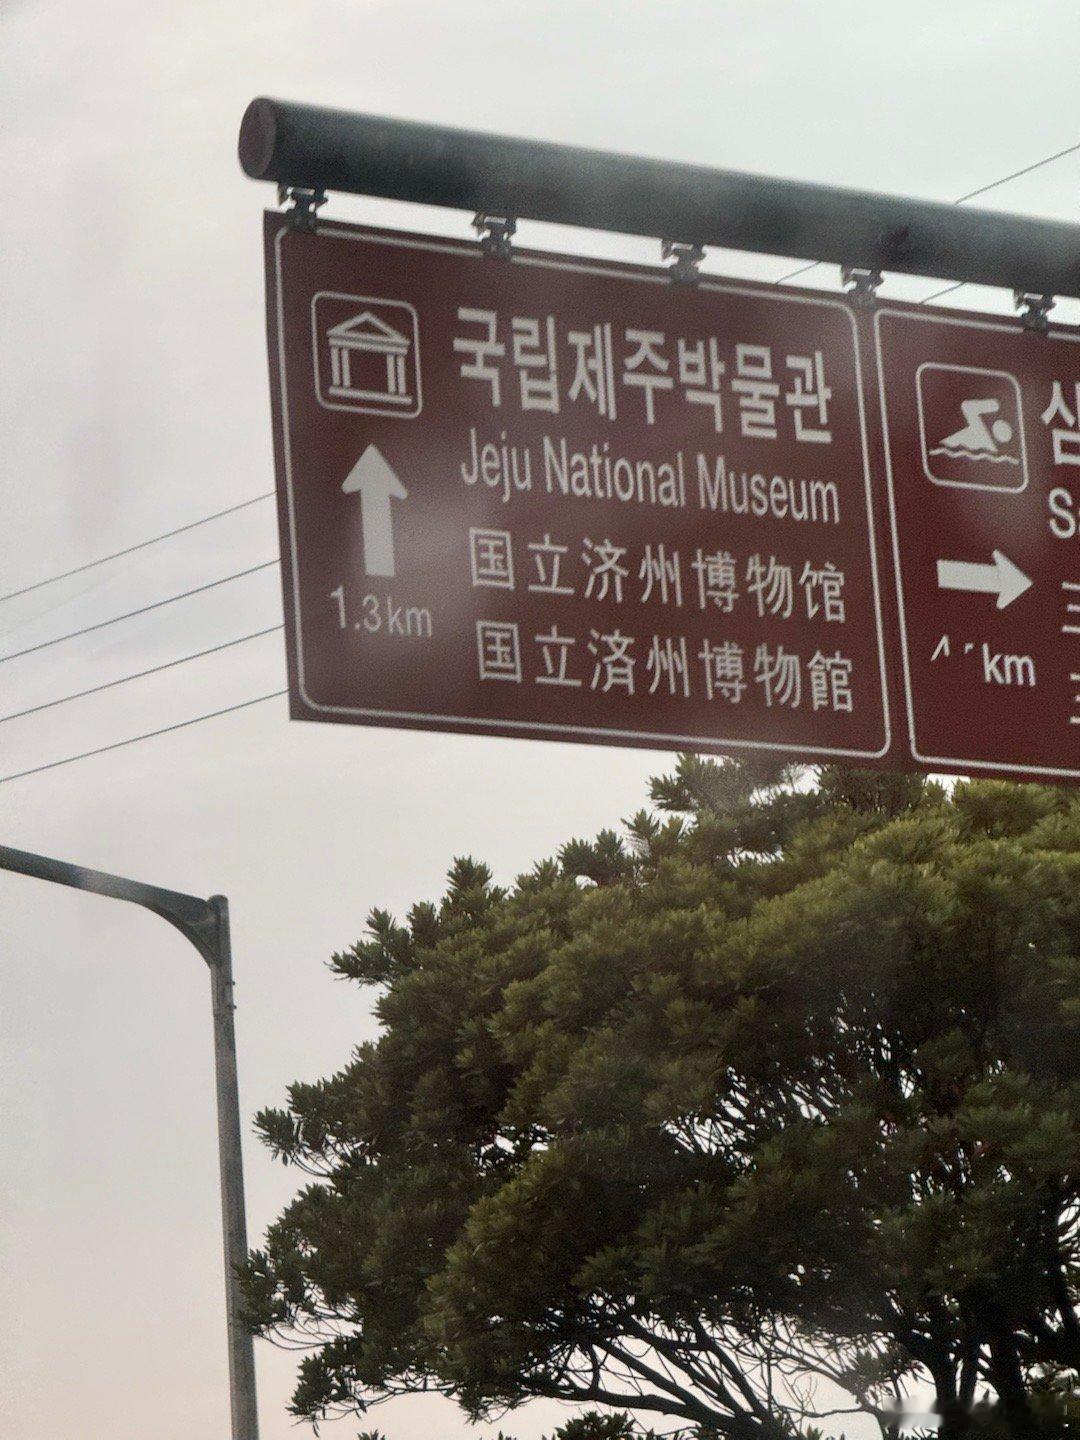 국립제주박물관
Jeju National Museum
国立济州博物馆
国立済州博物館
1.3km
km